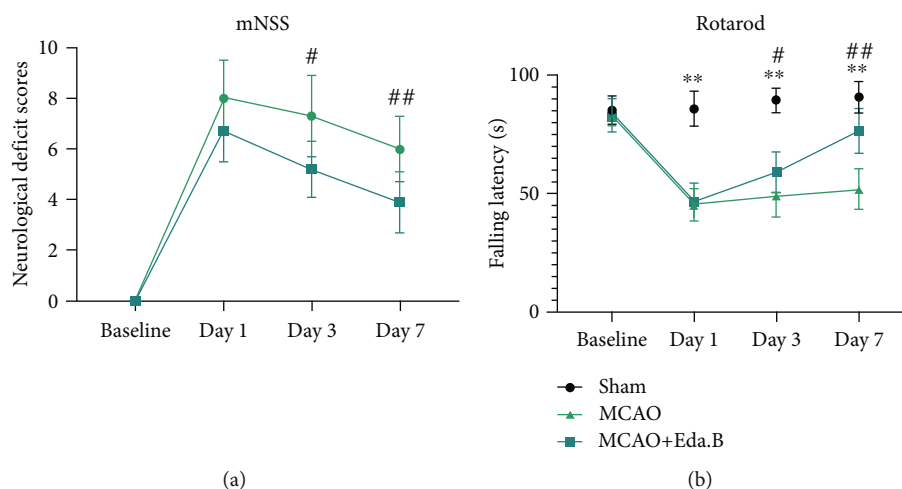 mNSS
Neurological deficit scores
10
8
6
4
2
0
#
##
Baseline
Day 1
Day 3
Day 7
(a)
Rotarod
Falling latency (s)
100
50
0
**
#
**
##
**
Baseline
Day 1
Day 3
Day 7
Sham
MCAO
MCAO+Eda.B
(b)